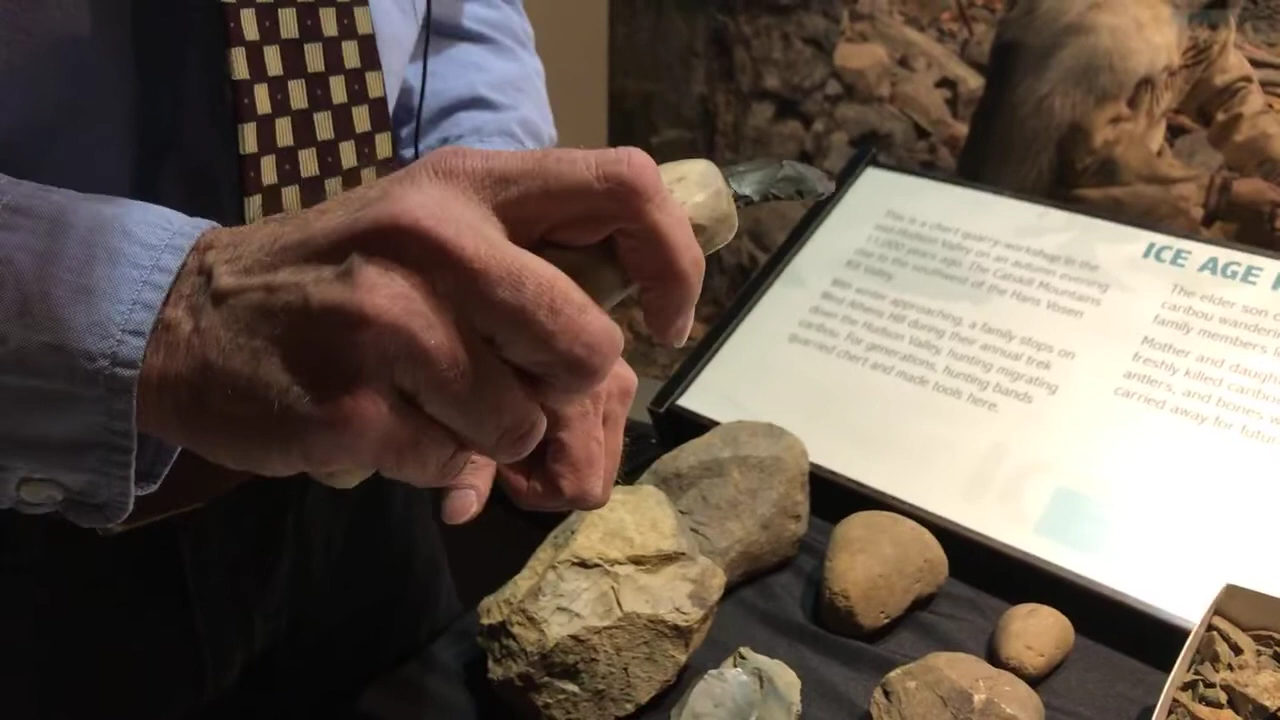 This is a chert quarry-workshop in the
mid-Hudson Valley on an autumn evening
11,000 years ago. The Catskill Mountains
rise to the southwest of the Hans Vosen
Kill Valley.
With winter approaching, a family stops on
West Athens Hill during their annual trek
down the Hudson Valley, hunting migrating
caribou. For generations, hunting bands
quarried chert and made tools here.
ICE AGE
The elder son
caribou wanderin
family members
Mother and daugh
freshly killed caribou
antlers, and bones
carried away for futur